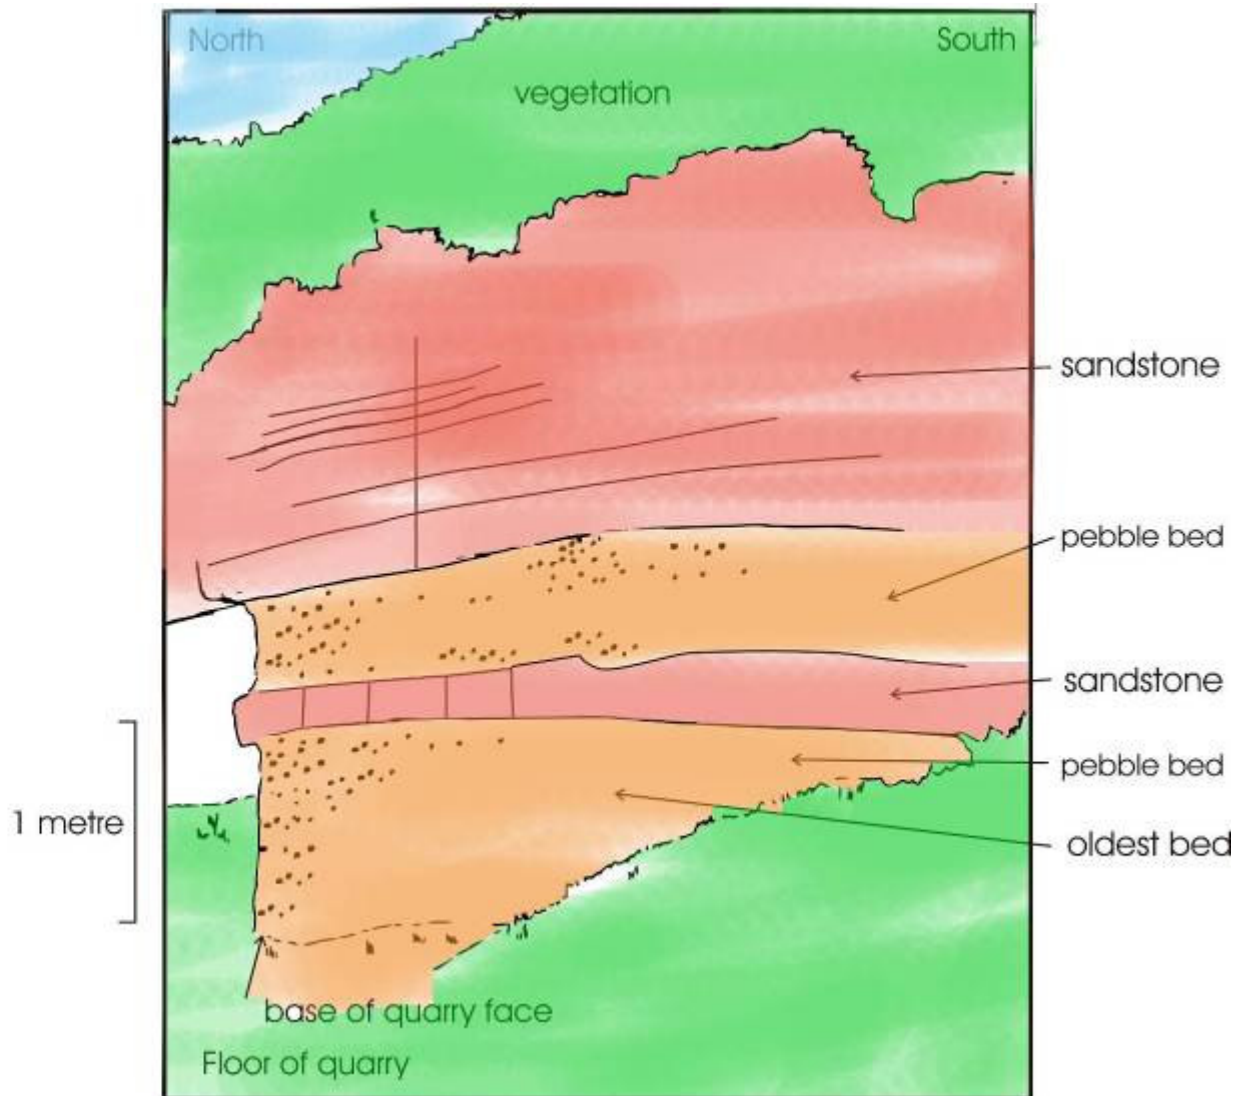 North
South
vegetation
sandstone
pebble bed
sandstone
pebble bed
1 metre
oldest bed
base of quarry face
Floor of quarry